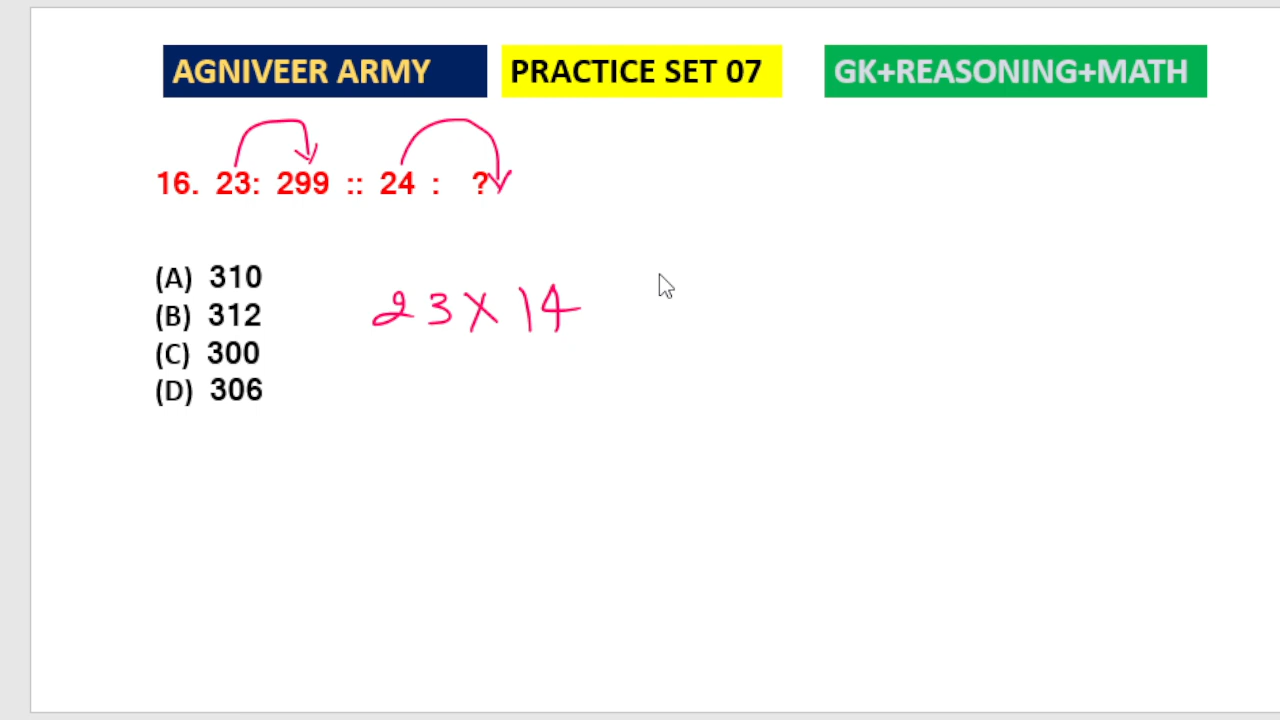 AGNIVEER ARMY PRACTICE SET 07 GK+REASONING+MATH
16. 23: 299 :: 24 : ?
(A) 310
(B) 312
(C) 300
(D) 306
23 X 14